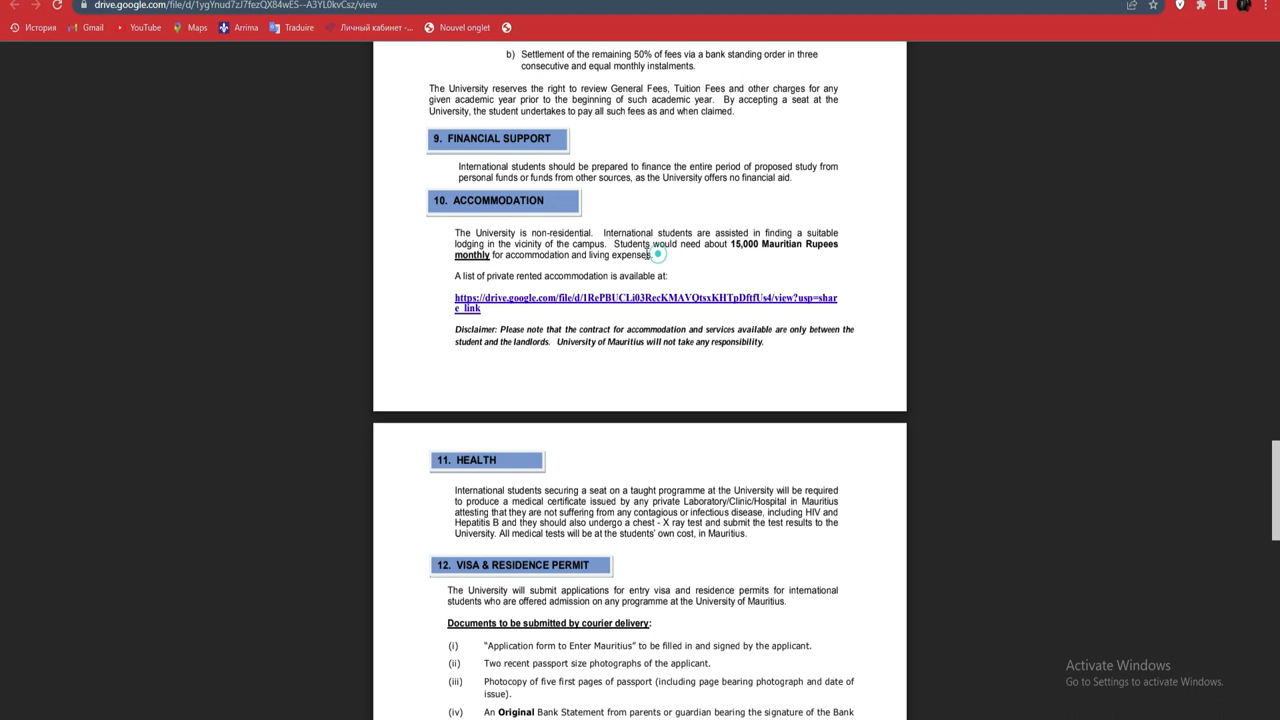 drive.google.com/file/d/1ygYnud7zJ7fezQX84wES--A3YL0kvCsz/view
История
Gmail
YouTube
Maps
Arrima
Traduire
Личный кабинет -...
Nouvel onglet
b) Settlement of the remaining 50% of fees via a bank standing order in three
consecutive and equal monthly instalments.
The University reserves the right to review General Fees, Tuition Fees and other charges for any
given academic year prior to the beginning of such academic year. By accepting a seat at the
University, the student undertakes to pay all such fees as and when claimed.
9. FINANCIAL SUPPORT
International students should be prepared to finance the entire period of proposed study from
personal funds or funds from other sources, as the University offers no financial aid.
10. ACCOMMODATION
The University is non-residential. International students are assisted in finding a suitable
lodging in the vicinity of the campus. Students would need about 15,000 Mauritian Rupees
monthly for accommodation and living expenses.
A list of private rented accommodation is available at:
https://drive.google.com/file/d/1RePBUCLi03RecKMAVQtsxKHTpDftfUs4/view?usp=shar
e_link
Disclaimer: Please note that the contract for accommodation and services available are only between the
student and the landlords. University of Mauritius will not take any responsibility.
11. HEALTH
International students securing a seat on a taught programme at the University will be required
to produce a medical certificate issued by any private Laboratory/Clinic/Hospital in Mauritius
attesting that they are not suffering from any contagious or infectious disease, including HIV and
Hepatitis B and they should also undergo a chest - X ray test and submit the test results to the
University. All medical tests will be at the students' own cost, in Mauritius.
12. VISA & RESIDENCE PERMIT
The University will submit applications for entry visa and residence permits for international
students who are offered admission on any programme at the University of Mauritius.
Documents to be submitted by courier delivery:
(i) "Application form to Enter Mauritius" to be filled in and signed by the applicant.
(ii) Two recent passport size photographs of the applicant.
(iii) Photocopy of five first pages of passport (including page bearing photograph and date of
issue).
(iv) An Original Bank Statement from parents or guardian bearing the signature of the Bank
Activate Windows
Go to Settings to activate Windows.